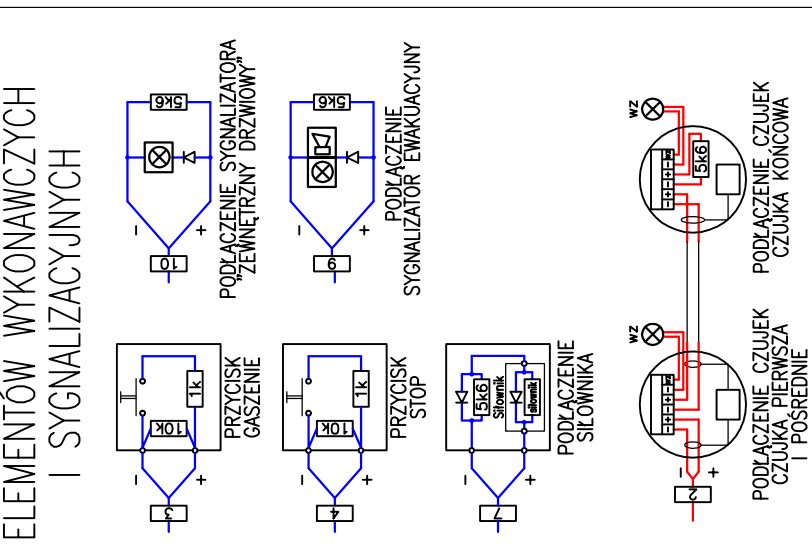 ELEMENTÓW WYKONAWCZYCH
I SYGNALIZACYJNYCH
5k6
-
+
10
PODŁĄCZENIE SYGNALIZATORA
"ZEWNĘTRZNY DRZWIOWY"
5k6
-
+
9
PODŁĄCZENIE
SYGNALIZATOR EWAKUACYJNY
1k
10k
-
+
3
PRZYCISK
GASZENIE
1k
10k
-
+
4
PRZYCISK
STOP
5k6
Siłownik
siłownik
-
+
7
PODŁĄCZENIE
SIŁOWNIKA
WZ
WZ
- - + + -
5k6
PODŁĄCZENIE CZUJEK
CZUJKA KOŃCOWA
WZ
WZ
- - + + -
-
+
2
PODŁĄCZENIE CZUJEK
CZUJKA PIERWSZA
I POŚREDNIE